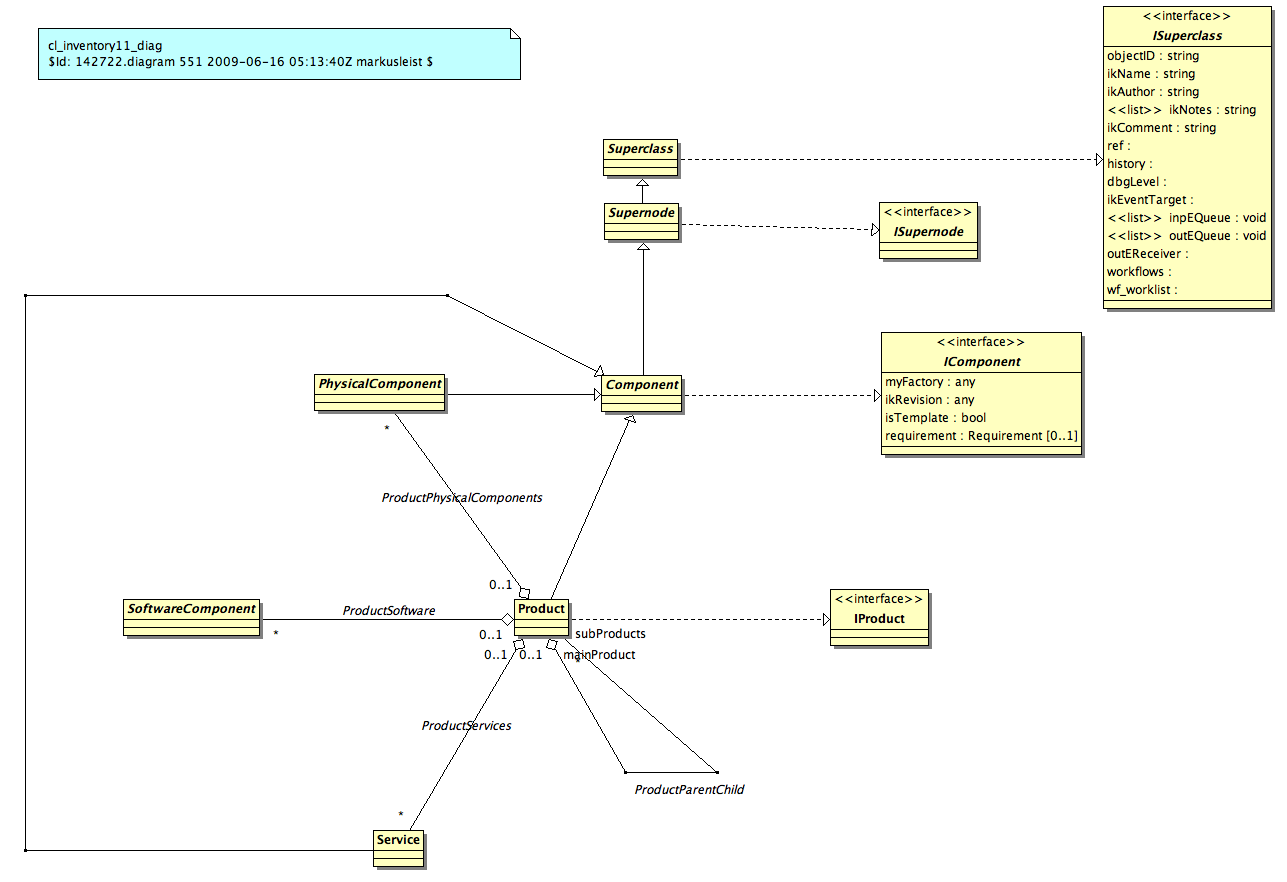 cl_inventory11_diag
$Id: 142722.diagram 551 2009-06-16 05:13:40Z markusleist $
<<interface>>
ISuperclass
objectID : string
ikName : string
ikAuthor : string
<<list>> ikNotes : string
ikComment : string
ref :
history :
dbgLevel :
ikEventTarget :
<<list>> inpEQueue : void
<<list>> outEQueue : void
outEReceiver :
workflows :
wf_worklist :
Superclass
Supernode
<<interface>>
ISupernode
<<interface>>
IComponent
myFactory : any
ikRevision : any
isTemplate : bool
requirement : Requirement [0..1]
PhysicalComponent
Component
*
ProductPhysicalComponents
0..1
SoftwareComponent
ProductSoftware
Product
<<interface>>
IProduct
*
0..1
subProducts
0..1
0..1
mainProduct
*
ProductServices
ProductParentChild
*
Service